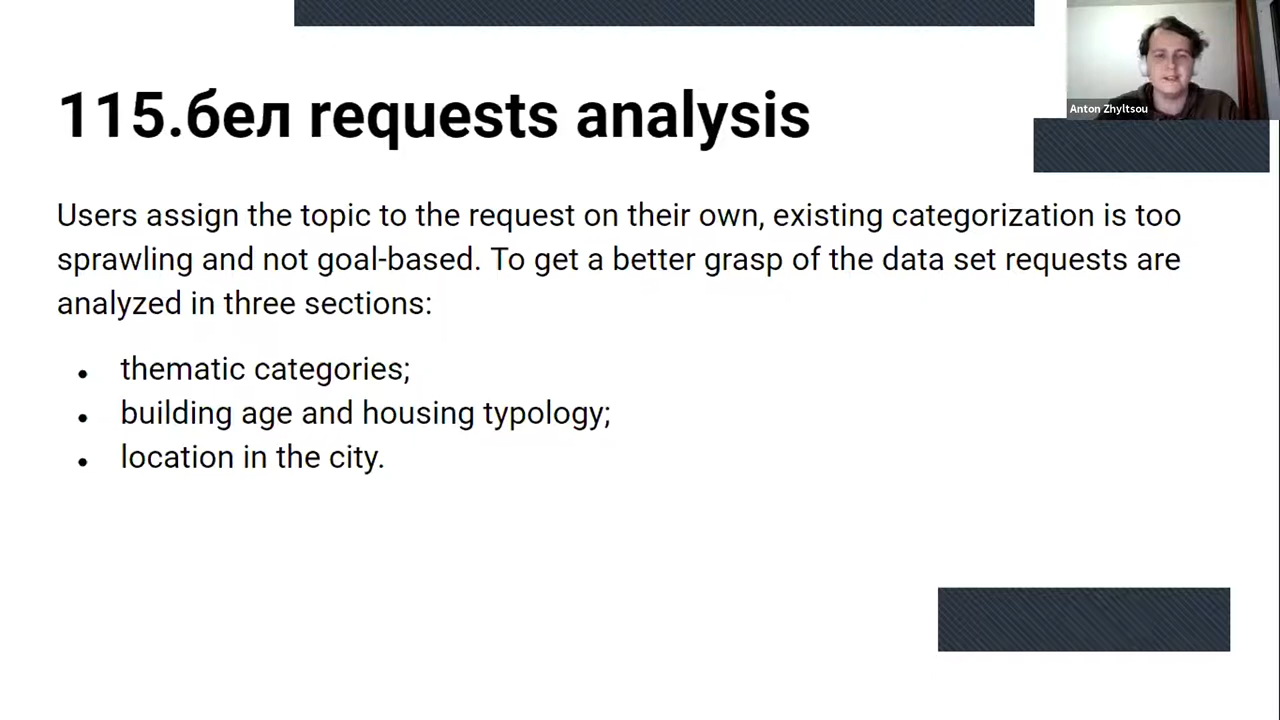 115.бел requests analysis
Anton Zhyltsou
Users assign the topic to the request on their own, existing categorization is too
sprawling and not goal-based. To get a better grasp of the data set requests are
analyzed in three sections:
● thematic categories;
● building age and housing typology;
● location in the city.